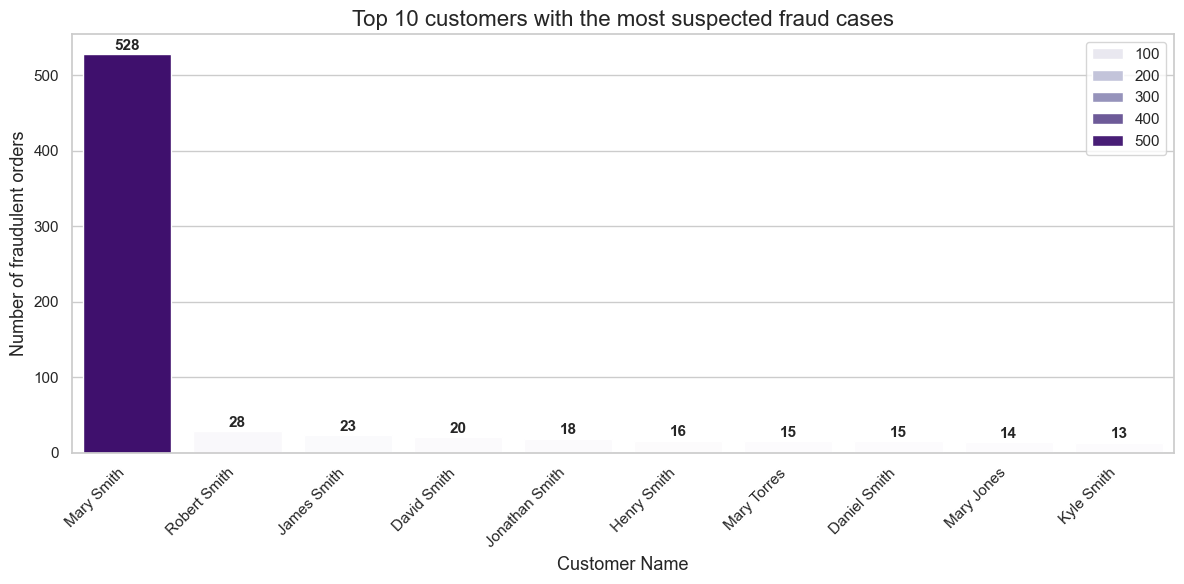 Top 10 customers with the most suspected fraud cases
Number of fraudulent orders
500
400
300
200
100
0
528
28
23
20
18
16
15
15
14
13
100
200
300
400
500
Mary Smith
Robert Smith
James Smith
David Smith
Jonathan Smith
Henry Smith
Mary Torres
Daniel Smith
Mary Jones
Kyle Smith
Customer Name